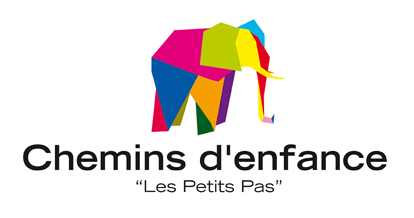 Chemins d'enfance
“Les Petits Pas”